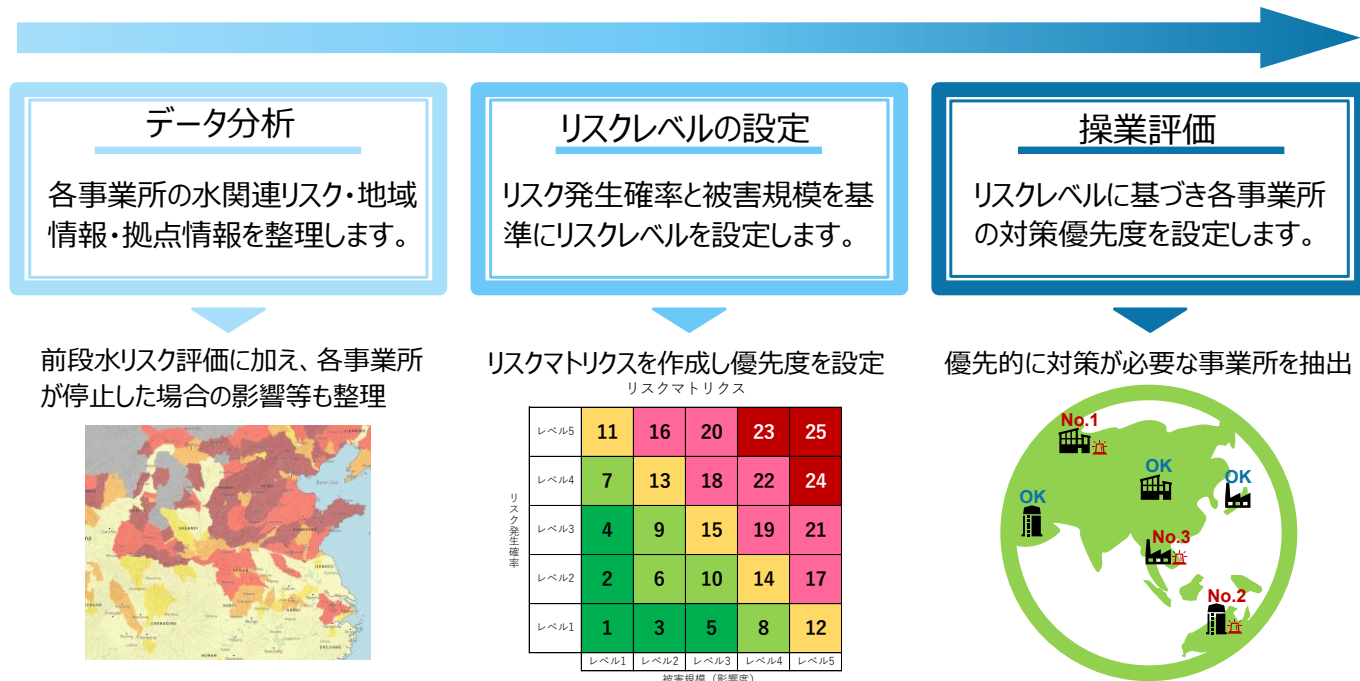 データ分析
各事業所の水関連リスク・地域
情報・拠点情報を整理します。
リスクレベルの設定
リスク発生確率と被害規模を基
準にリスクレベルを設定します。
操業評価
リスクレベルに基づき各事業所
の対策優先度を設定します。
前段水リスク評価に加え、各事業所
が停止した場合の影響等も整理
リスクマトリクスを作成し優先度を設定
リスクマトリクス
リスク発生確率
レベル5 11 16 20 23 25
レベル4 7 13 18 22 24
レベル3 4 9 15 19 21
レベル2 2 6 10 14 17
レベル1 1 3 5 8 12
レベル1 レベル2 レベル3 レベル4 レベル5
被害規模（影響度）
優先的に対策が必要な事業所を抽出
No.1
OK
OK
OK
No.3
No.2